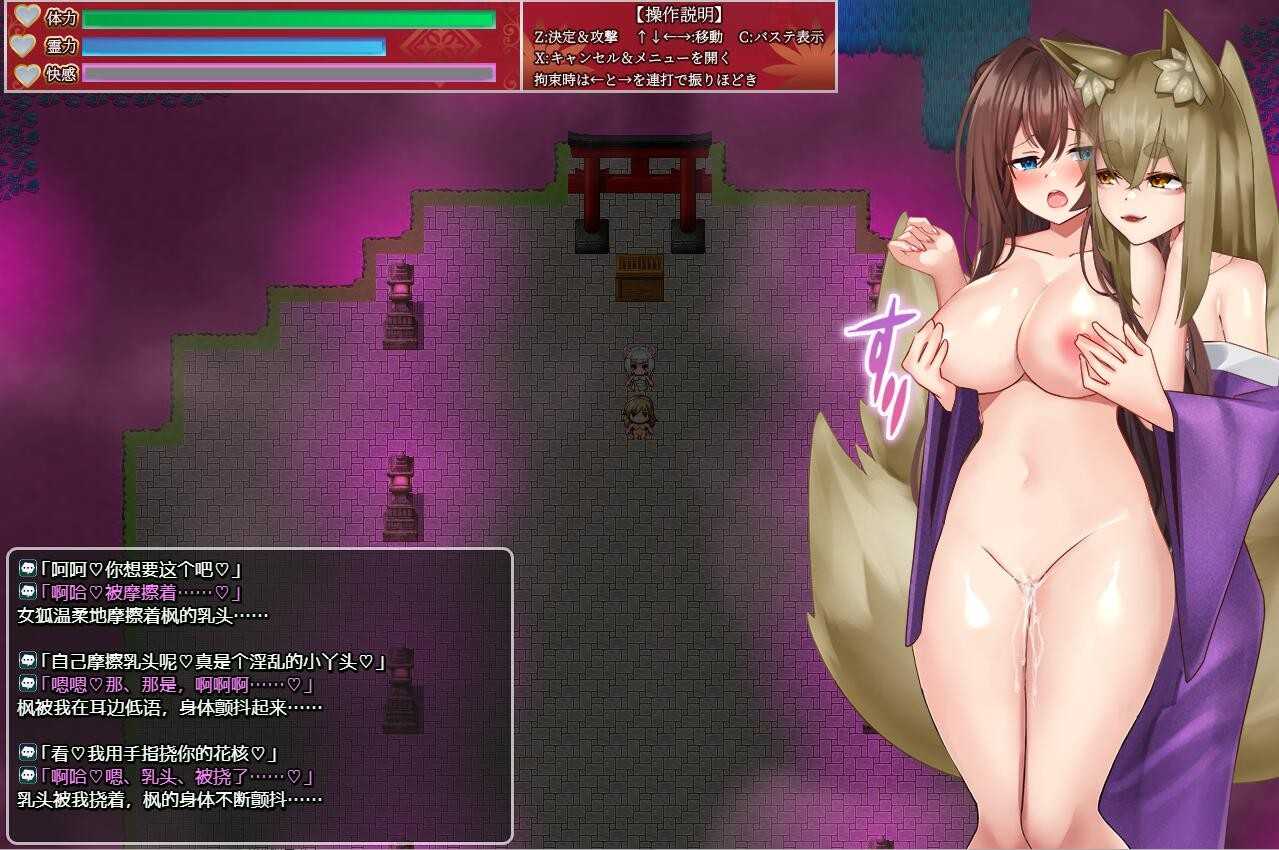 体力
霊力
快感
【操作説明】
Z:決定＆攻撃　↑↓←→:移動　C:バステ表示
X:キャンセル＆メニューを開く
拘束時は←と→を連打で振りほどき
すりっ
「呵呵♡你想要这个吧♡」
「啊哈♡被摩擦着……♡」
女狐温柔地摩擦着枫的乳头……
「自己摩擦乳头呢♡真是个淫乱的小丫头♡」
「嗯嗯♡那、那是，啊啊啊……♡」
枫被我在耳边低语，身体颤抖起来……
「看♡我用手指挠你的花核♡」
「啊哈♡嗯、乳头、被挠了……♡」
乳头被我挠着，枫的身体不断颤抖……